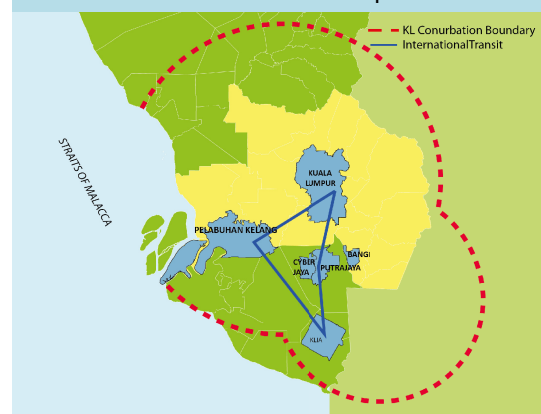 KL Conurbation Boundary
InternationalTransit
STRAITS OF MALACCA
KUALA
LUMPUR
PELABUHAN KELANG
CYBER
JAYA
PUTRAJAYA
BANGI
KLIA